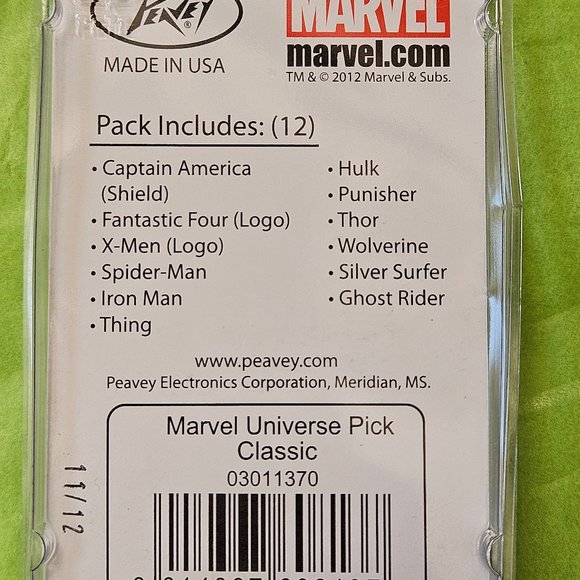 PEAVEY ®
MADE IN USA
MARVEL
marvel.com
TM & © 2012 Marvel & Subs.
Pack Includes: (12)
• Captain America
(Shield)
• Fantastic Four (Logo)
• X-Men (Logo)
• Spider-Man
• Iron Man
• Thing
• Hulk
• Punisher
• Thor
• Wolverine
• Silver Surfer
• Ghost Rider
www.peavey.com
Peavey Electronics Corporation, Meridian, MS.
Marvel Universe Pick
Classic
03011370
11/12